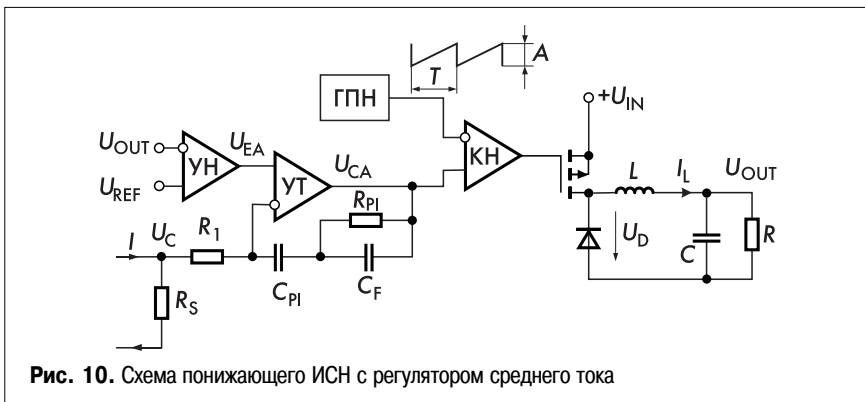 A
T
ГПН
+U_IN
U_OUT
УН
U_EA
УТ
U_CA
КН
U_REF
L
I_L
U_OUT
R_PI
I
U_C
R_1
U_D
C
R
R_S
C_PI
C_F
Рис. 10. Схема понижающего ИСН с регулятором среднего тока